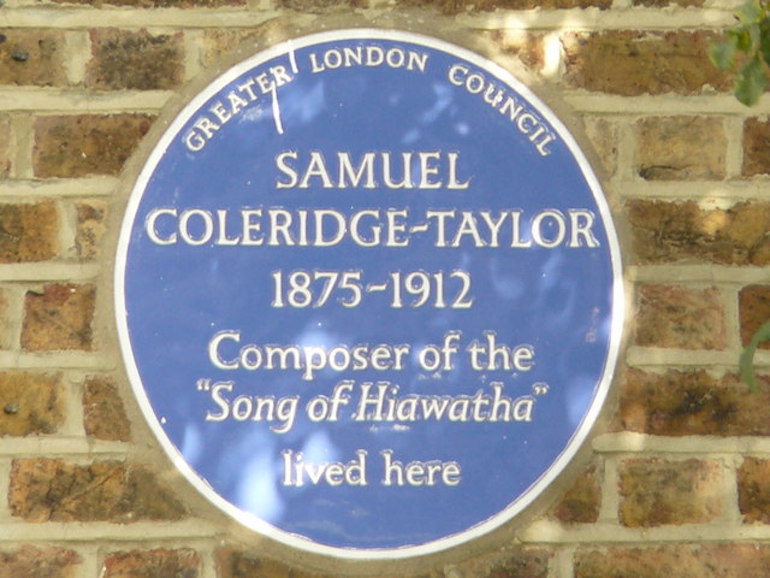 GREATER LONDON COUNCIL
SAMUEL
COLERIDGE-TAYLOR
1875-1912
Composer of the
"Song of Hiawatha"
lived here